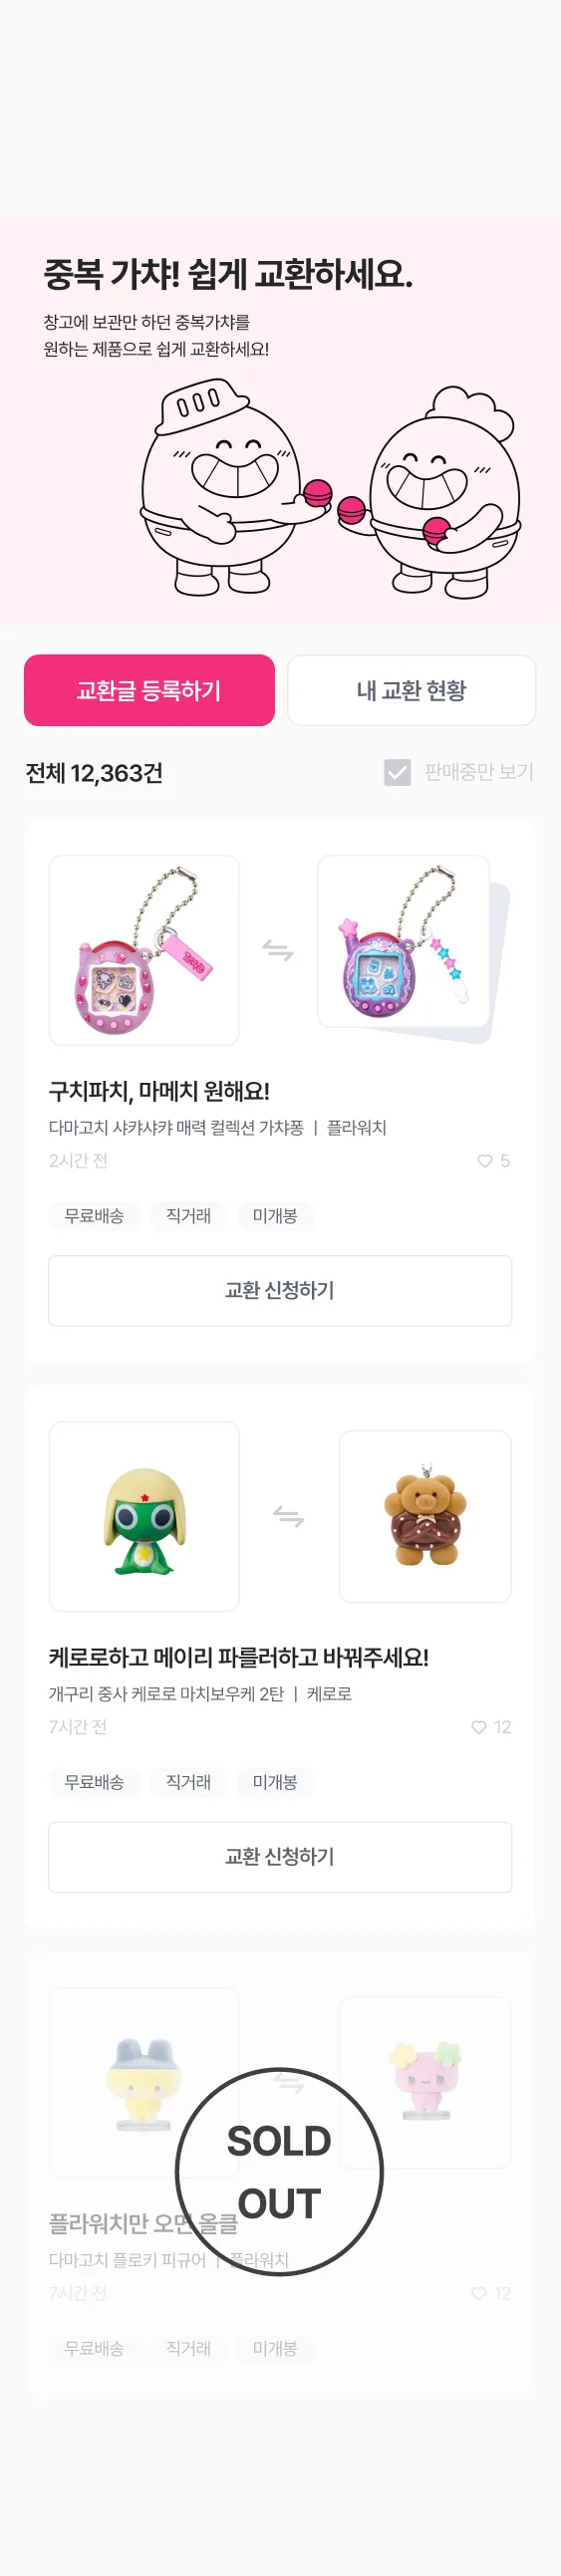 중복 가챠! 쉽게 교환하세요.
창고에 보관만 하던 중복가챠를
원하는 제품으로 쉽게 교환하세요!
교환글 등록하기
내 교환 현황
전체 12,363건
판매중만 보기
구치파치, 마메치 원해요!
다마고치 샤캬샤캬 매력 컬렉션 가챠퐁 | 플라워치
2시간 전
5
무료배송
직거래
미개봉
교환 신청하기
케로로하고 메이리 파를러하고 바꿔주세요!
개구리 중사 케로로 마치보우케 2탄 | 케로로
7시간 전
12
무료배송
직거래
미개봉
교환 신청하기
SOLD
OUT
플라워치만 오면 올클
다마고치 플로키 피규어 | 플라워치
7시간 전
12
무료배송
직거래
미개봉